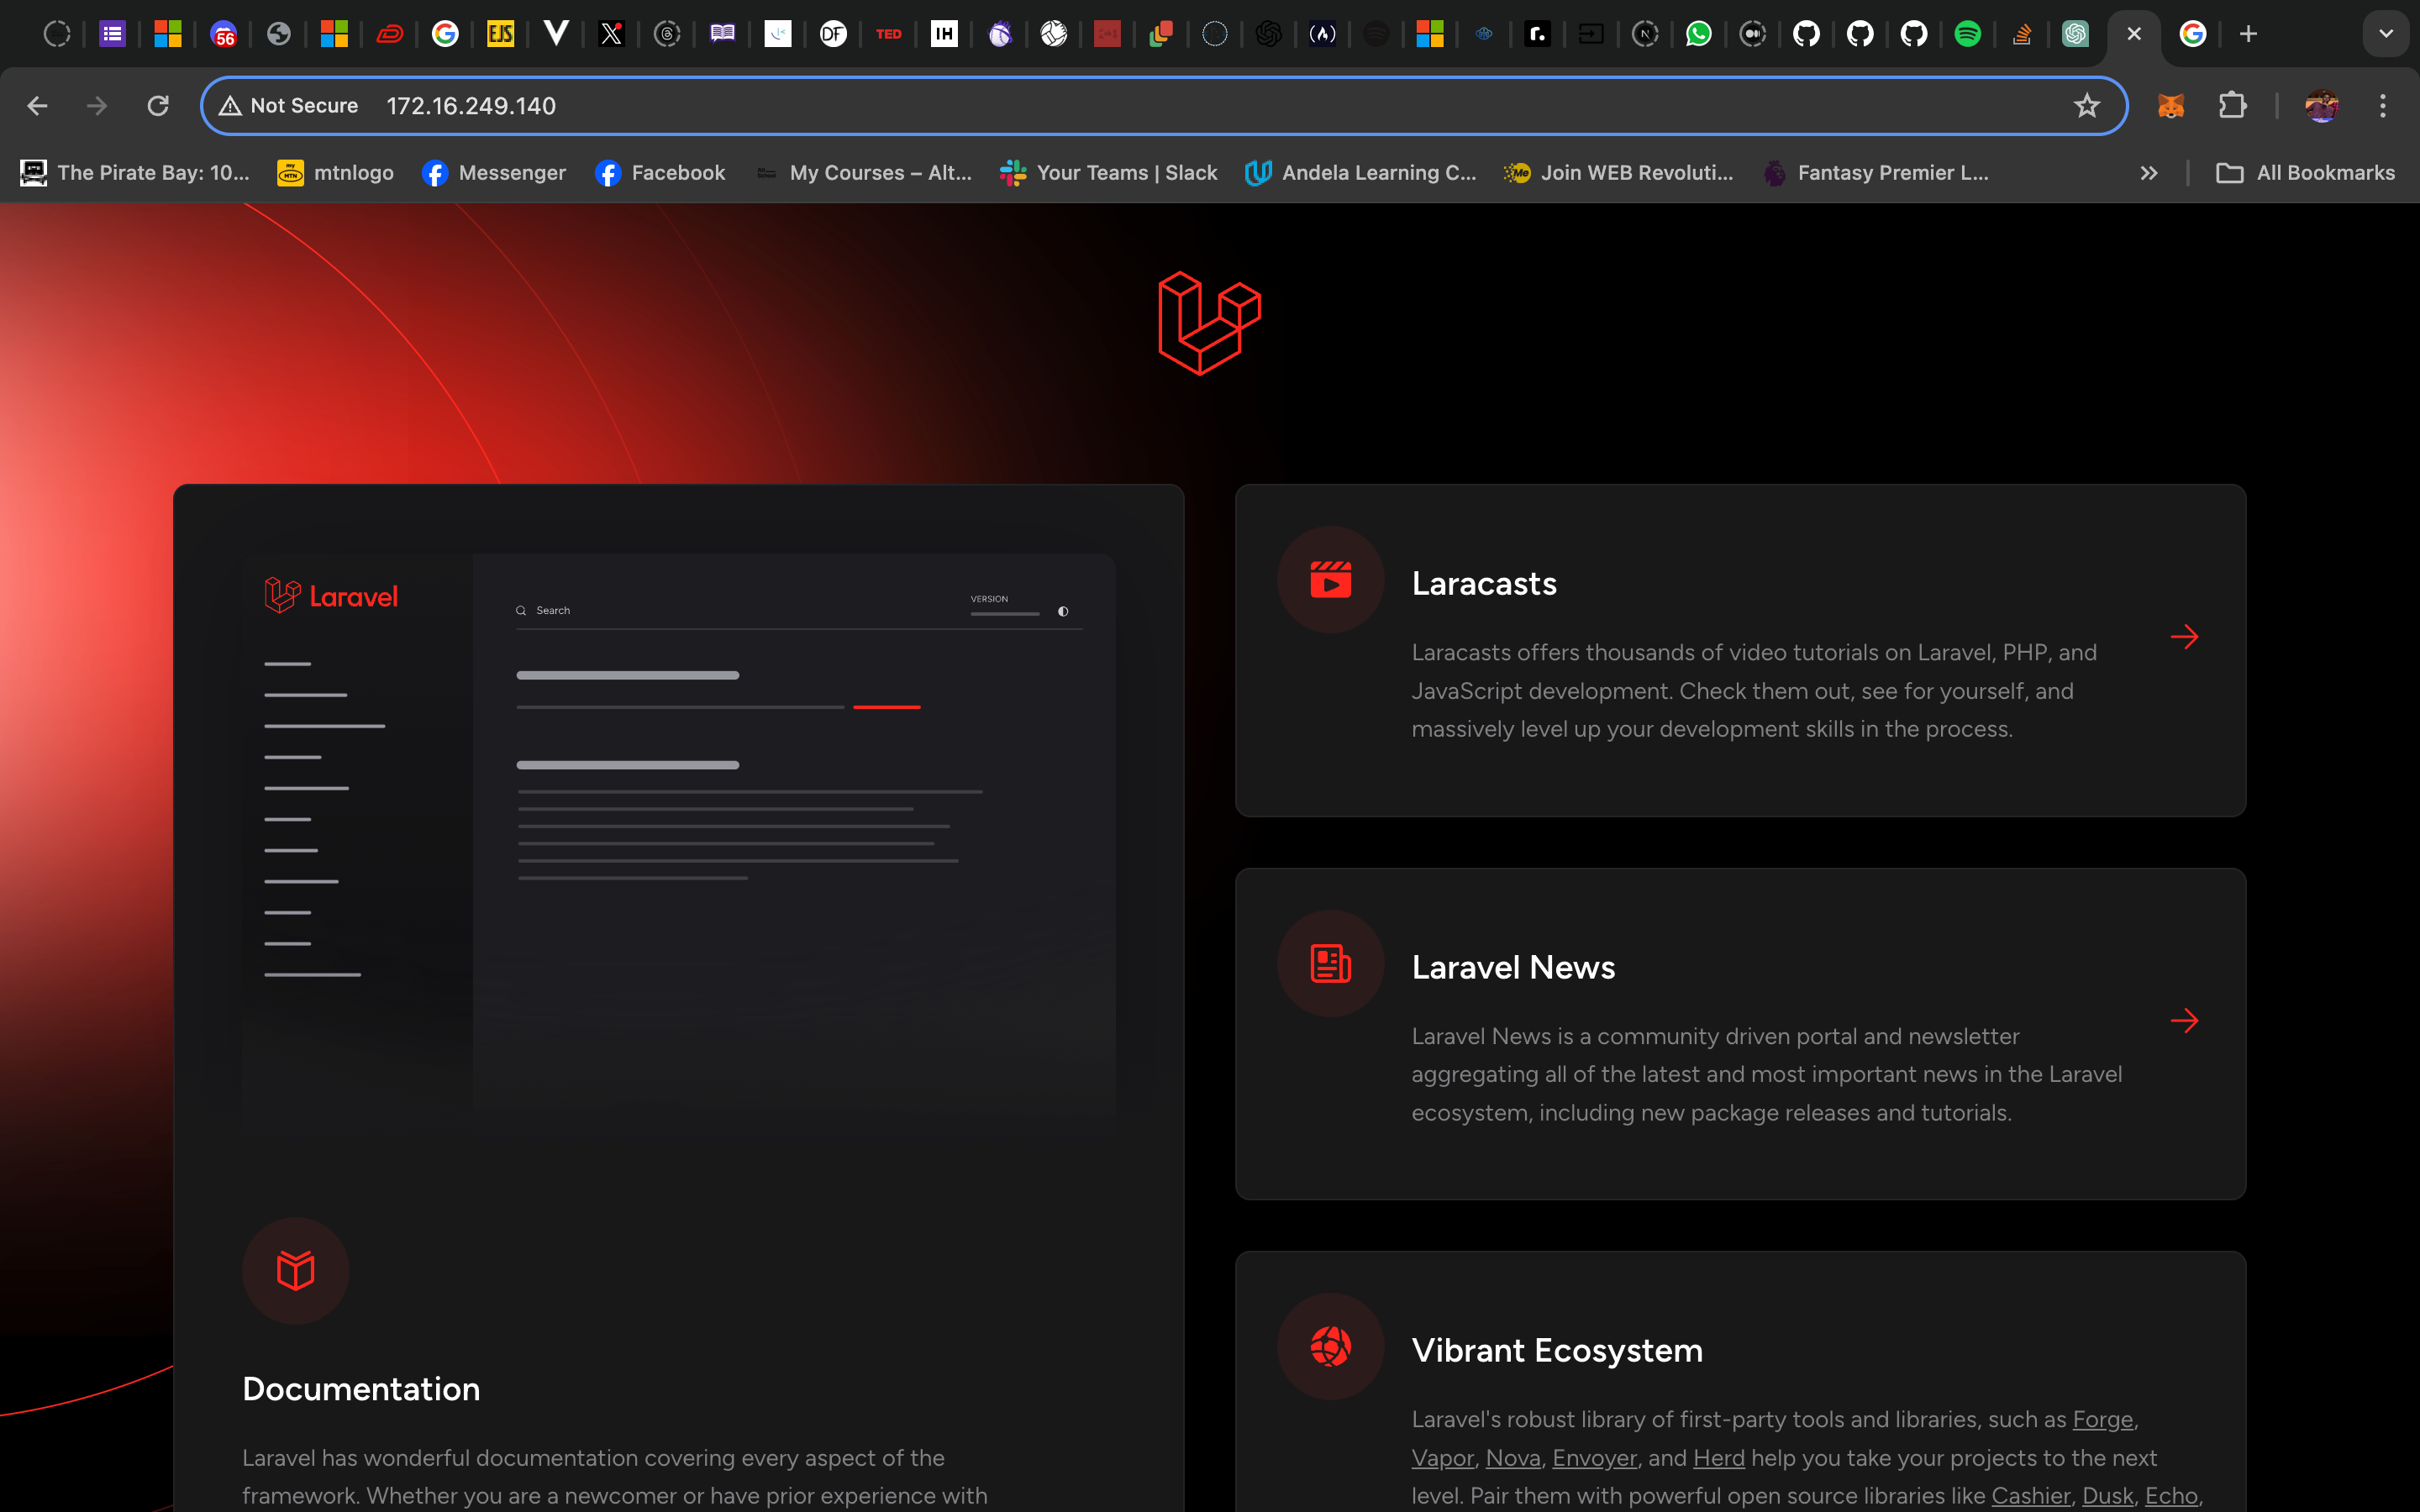 56
EJS
DF
TED
IH
r.
N
Not Secure 172.16.249.140
The Pirate Bay: 10... mtnlogo Messenger Facebook My Courses – Alt... Your Teams | Slack Andela Learning C... Join WEB Revoluti... Fantasy Premier L... All Bookmarks
Laravel
Search
VERSION
Documentation
Laravel has wonderful documentation covering every aspect of the
framework. Whether you are a newcomer or have prior experience with
Laracasts
Laracasts offers thousands of video tutorials on Laravel, PHP, and
JavaScript development. Check them out, see for yourself, and
massively level up your development skills in the process.
Laravel News
Laravel News is a community driven portal and newsletter
aggregating all of the latest and most important news in the Laravel
ecosystem, including new package releases and tutorials.
Vibrant Ecosystem
Laravel's robust library of first-party tools and libraries, such as Forge,
Vapor, Nova, Envoyer, and Herd help you take your projects to the next
level. Pair them with powerful open source libraries like Cashier, Dusk, Echo,